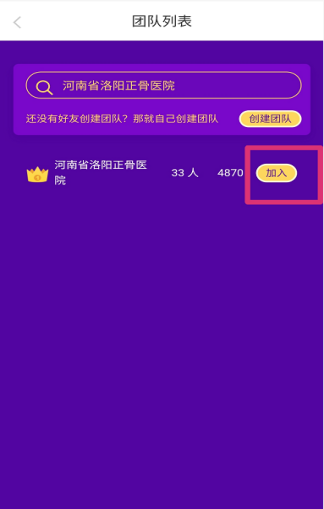 团队列表
河南省洛阳正骨医院
还没有好友创建团队？那就自己创建团队 创建团队
河南省洛阳正骨医 33 人 4870 加入
院